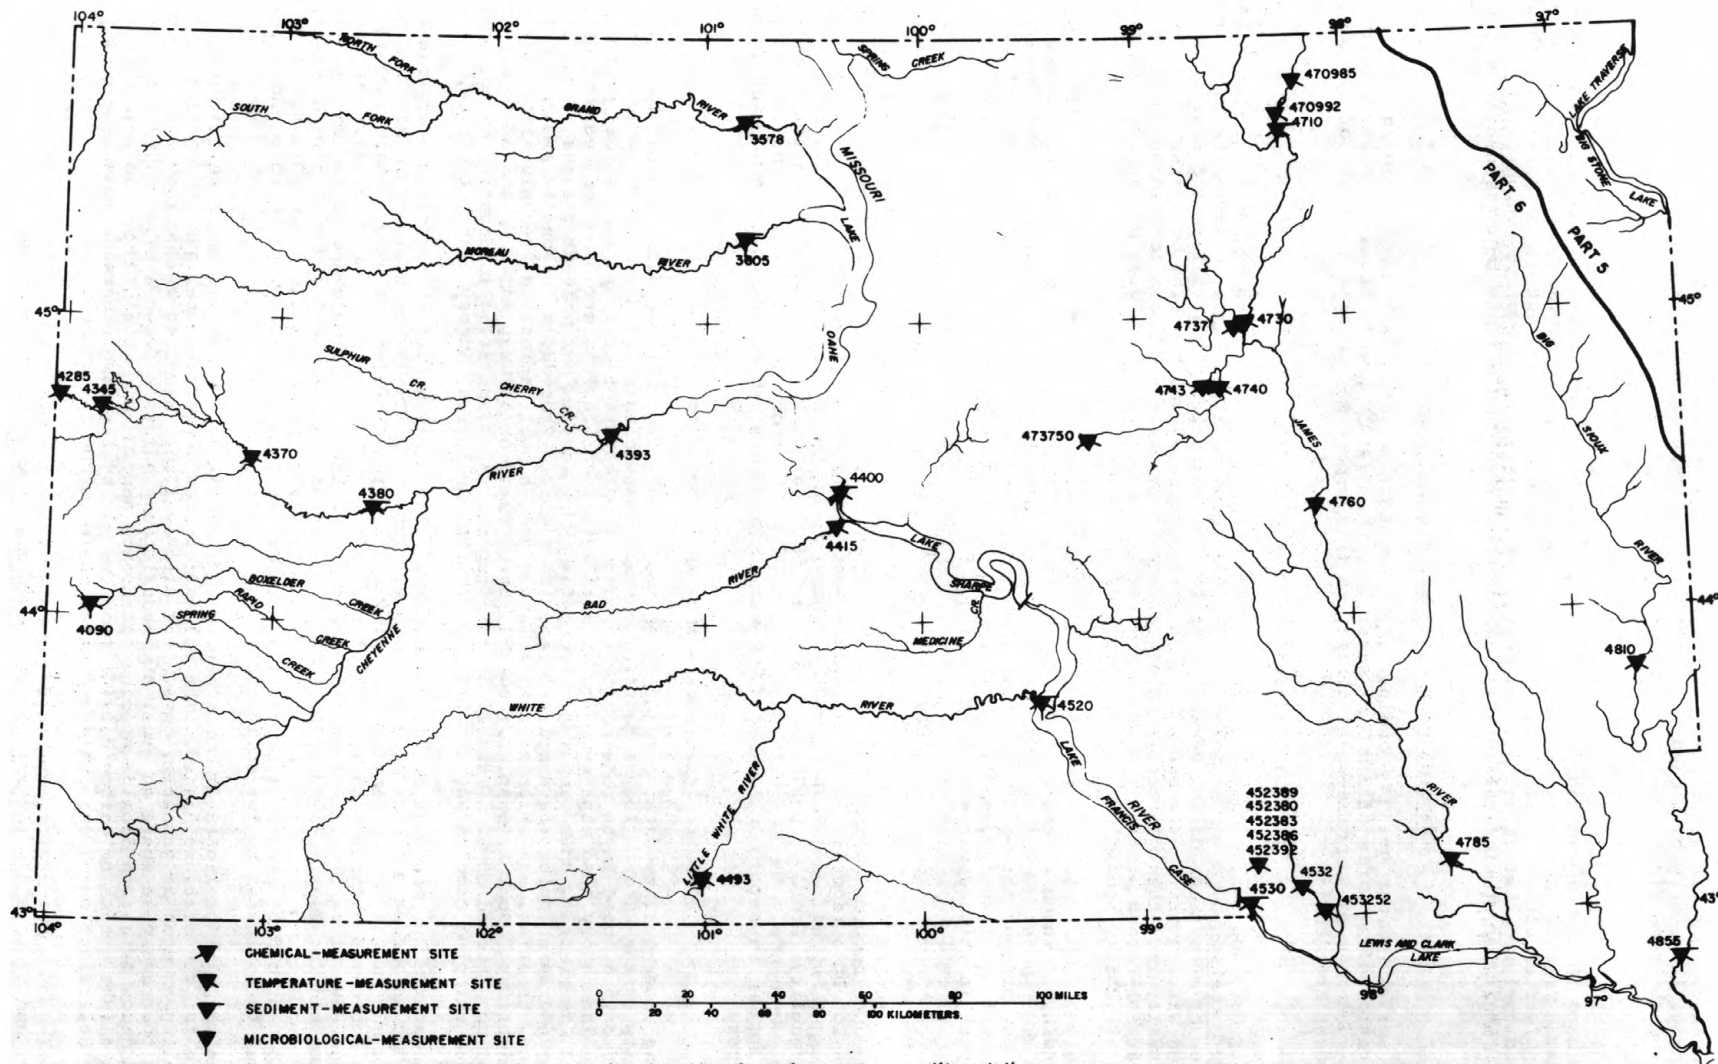 104° 103° 102° 101° 100° 99° 98° 97°
NORTH FORK GRAND RIVER
SOUTH FORK
SPRING CREEK
470985
470992
4710
3578
LAKE TRAVERSE
BIG STONE LAKE
PART 6
PART 5
MISSOURI
LAKE OAHE
MOREAU RIVER
3805
45° 45°
4737 4730
SULPHUR CR.
CHERRY CR.
4285
4345
4743 4740
BIG SIOUX RIVER
JAMES RIVER
473750
4393
4370
RIVER
4380
4400
4760
4415
LAKE SHARPE
BAD RIVER
BOXELDER CREEK
RAPID CREEK
SPRING CREEK
CHEYENNE
44° 44°
4090
MEDICINE CR.
4810
WHITE RIVER
4520
LITTLE WHITE RIVER
LAKE FRANCIS CASE
RIVER
452389
452380
452383
452386
452392
4785
4493
4530
4532
453252
43° 43°
104° 103° 102° 101° 100° 99° 98° 97°
LEWIS AND CLARK
LAKE
4855
CHEMICAL-MEASUREMENT SITE
TEMPERATURE-MEASUREMENT SITE
SEDIMENT-MEASUREMENT SITE
MICROBIOLOGICAL-MEASUREMENT SITE
0 20 40 60 80 100 MILES
0 20 40 60 80 100 KILOMETERS.